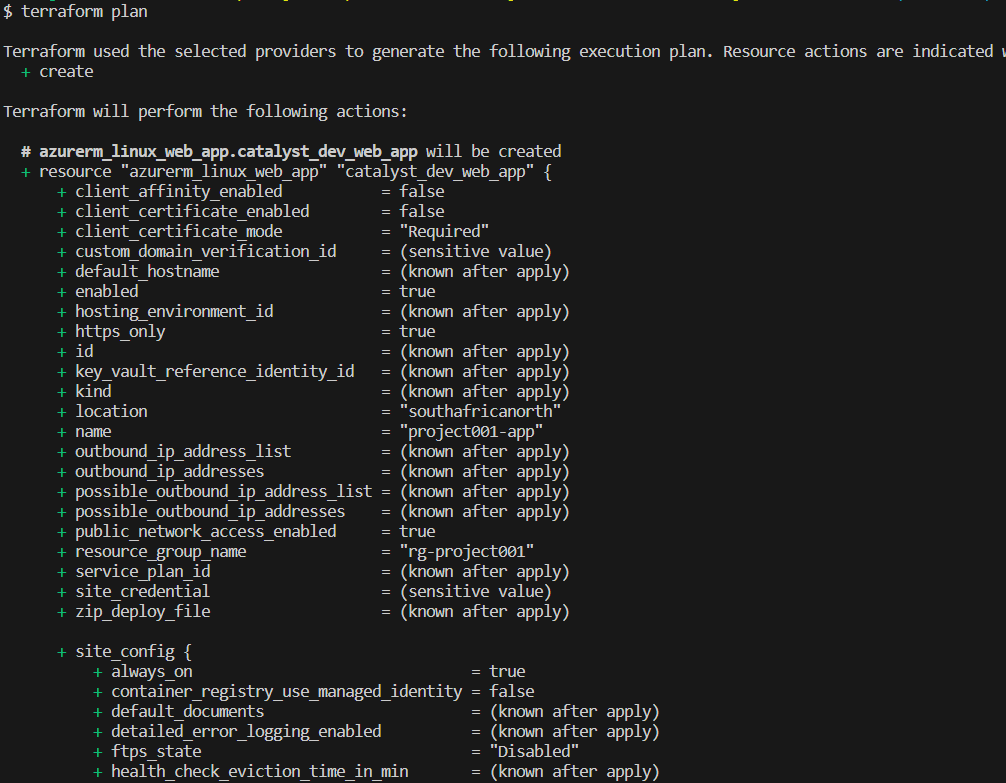 $ terraform plan
Terraform used the selected providers to generate the following execution plan. Resource actions are indicated
+ create
Terraform will perform the following actions:
# azurerm_linux_web_app.catalyst_dev_web_app will be created
+ resource "azurerm_linux_web_app" "catalyst_dev_web_app" {
+ client_affinity_enabled = false
+ client_certificate_enabled = false
+ client_certificate_mode = "Required"
+ custom_domain_verification_id = (sensitive value)
+ default_hostname = (known after apply)
+ enabled = true
+ hosting_environment_id = (known after apply)
+ https_only = true
+ id = (known after apply)
+ key_vault_reference_identity_id = (known after apply)
+ kind = (known after apply)
+ location = "southafricanorth"
+ name = "project001-app"
+ outbound_ip_address_list = (known after apply)
+ outbound_ip_addresses = (known after apply)
+ possible_outbound_ip_address_list = (known after apply)
+ possible_outbound_ip_addresses = (known after apply)
+ public_network_access_enabled = true
+ resource_group_name = "rg-project001"
+ service_plan_id = (known after apply)
+ site_credential = (sensitive value)
+ zip_deploy_file = (known after apply)
+ site_config {
+ always_on = true
+ container_registry_use_managed_identity = false
+ default_documents = (known after apply)
+ detailed_error_logging_enabled = (known after apply)
+ ftps_state = "Disabled"
+ health_check_eviction_time_in_min = (known after apply)